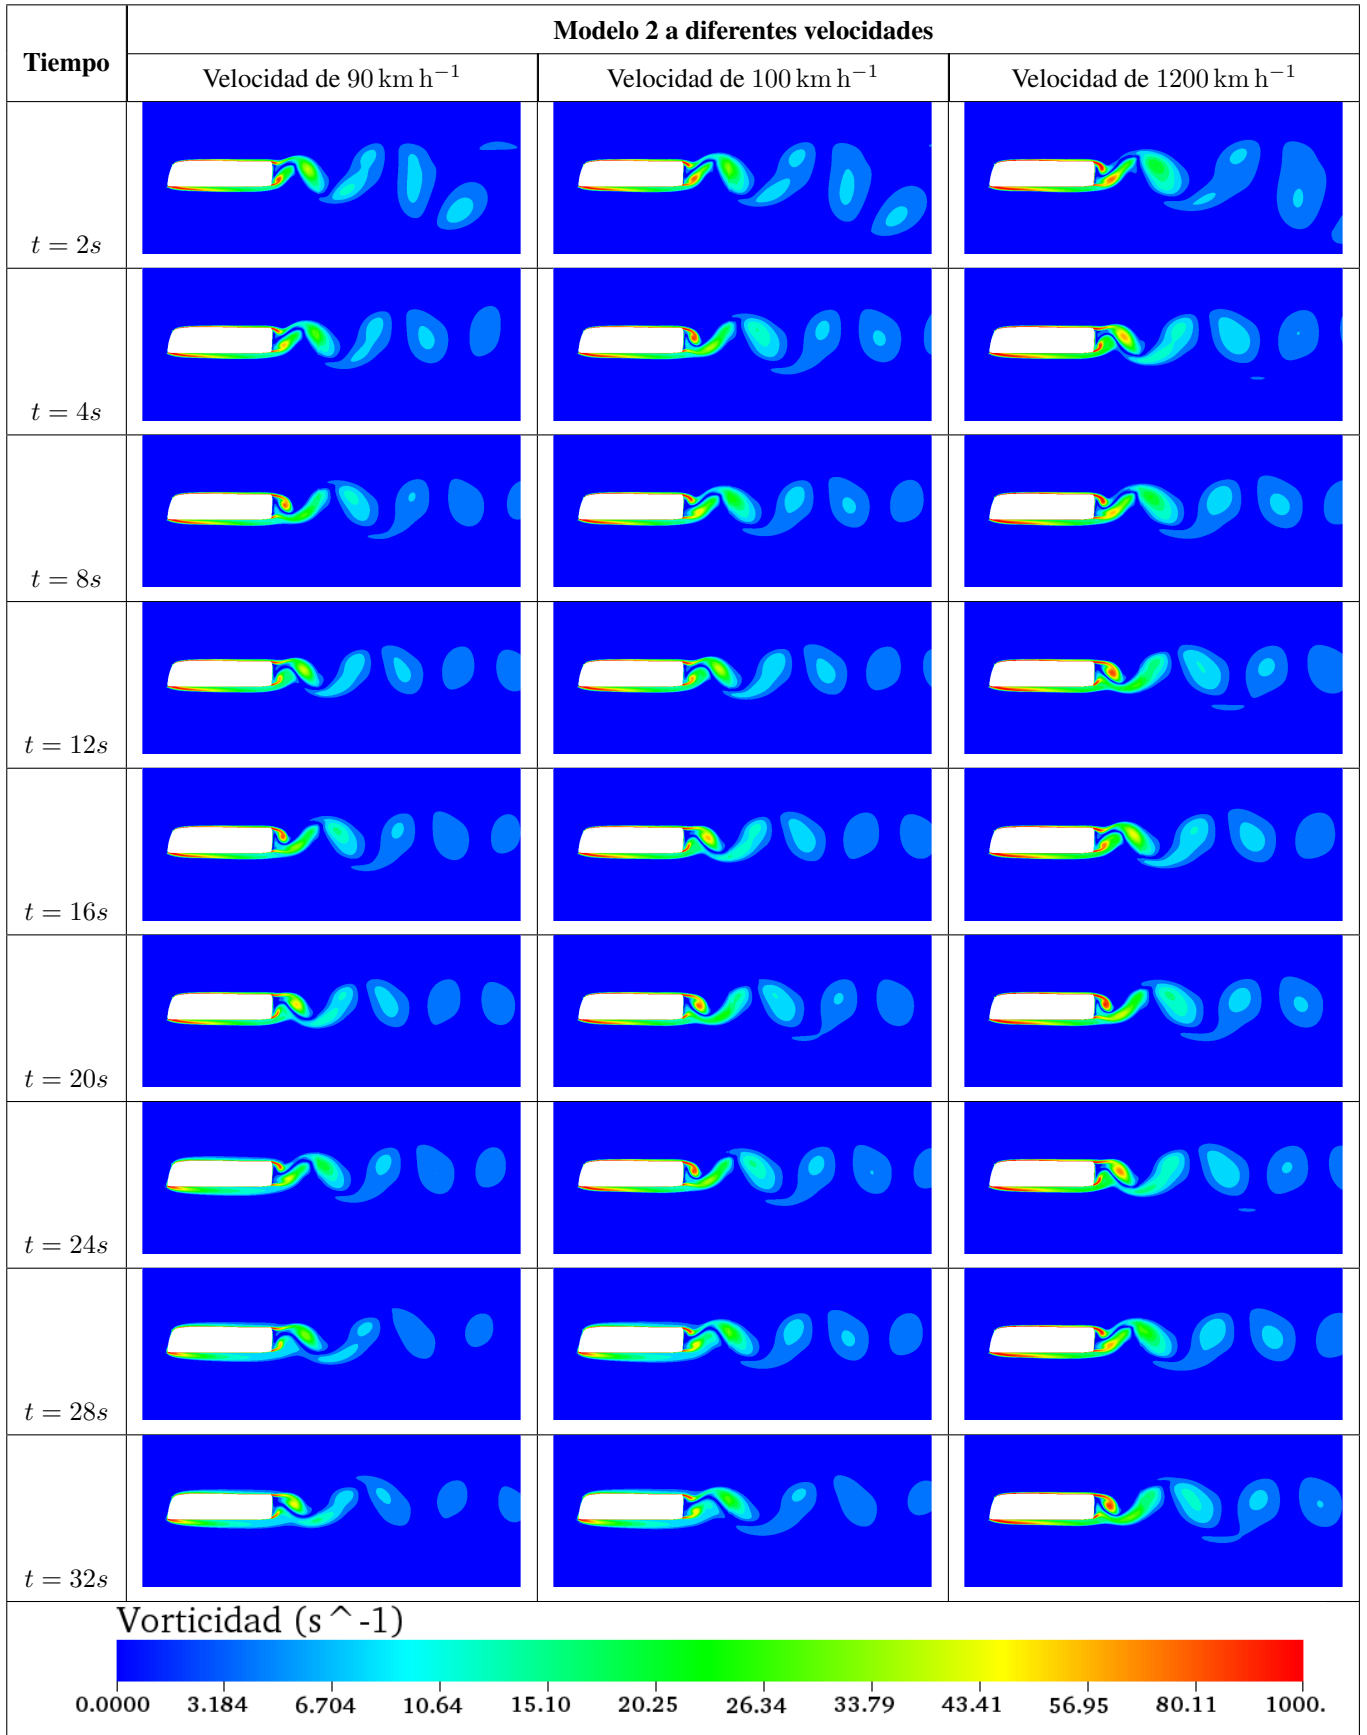 Modelo 2 a diferentes velocidades
Tiempo
Velocidad de 90 km h⁻¹ Velocidad de 100 km h⁻¹ Velocidad de 1200 km h⁻¹
t = 2s
t = 4s
t = 8s
t = 12s
t = 16s
t = 20s
t = 24s
t = 28s
t = 32s
Vorticidad (s^-1)
0.0000 3.184 6.704 10.64 15.10 20.25 26.34 33.79 43.41 56.95 80.11 1000.